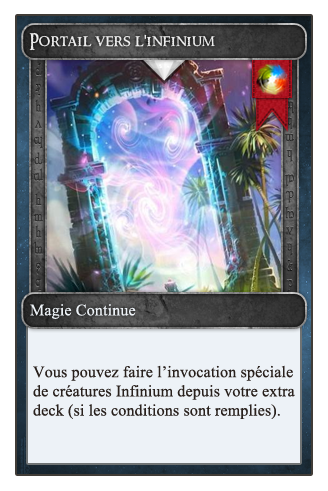 Portail vers l'infinium
Magie Continue
Vous pouvez faire l'invocation spéciale
de créatures Infinium depuis votre extra
deck (si les conditions sont remplies).